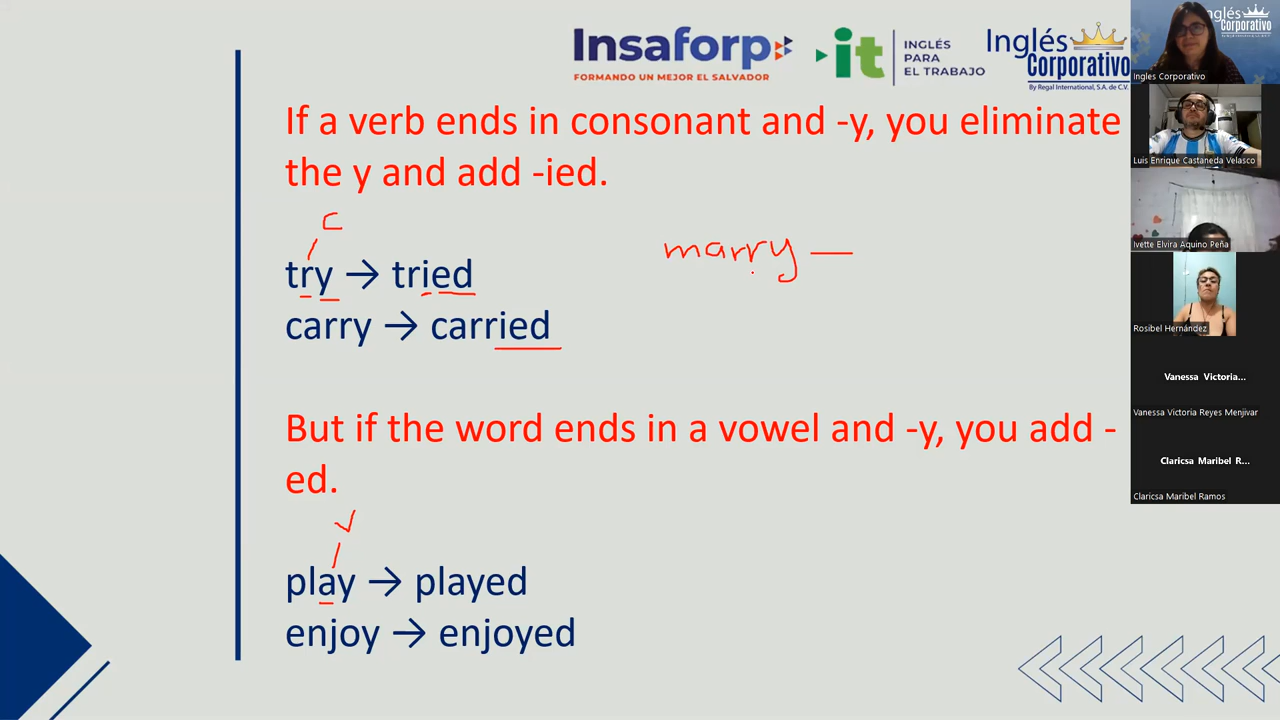 Insaforp
FORMANDO UN MEJOR EL SALVADOR
it
INGLÉS
PARA
EL TRABAJO
Inglés
Corporativo
By Regal International, S.A. de C.V.
If a verb ends in consonant and -y, you eliminate
the y and add -ied.
C
try → tried
marry —
carry → carried
But if the word ends in a vowel and -y, you add -
ed.
V
play → played
enjoy → enjoyed
Inglés
Corporativo
Ingles Corporativo
Luis Enrique Castaneda Velasco
Ivette Elvira Aquino Peña
Rosibel Hernández
Vanessa Victoria...
Vanessa Victoria Reyes Menjivar
Claricsa Maribel R...
Claricsa Maribel Ramos